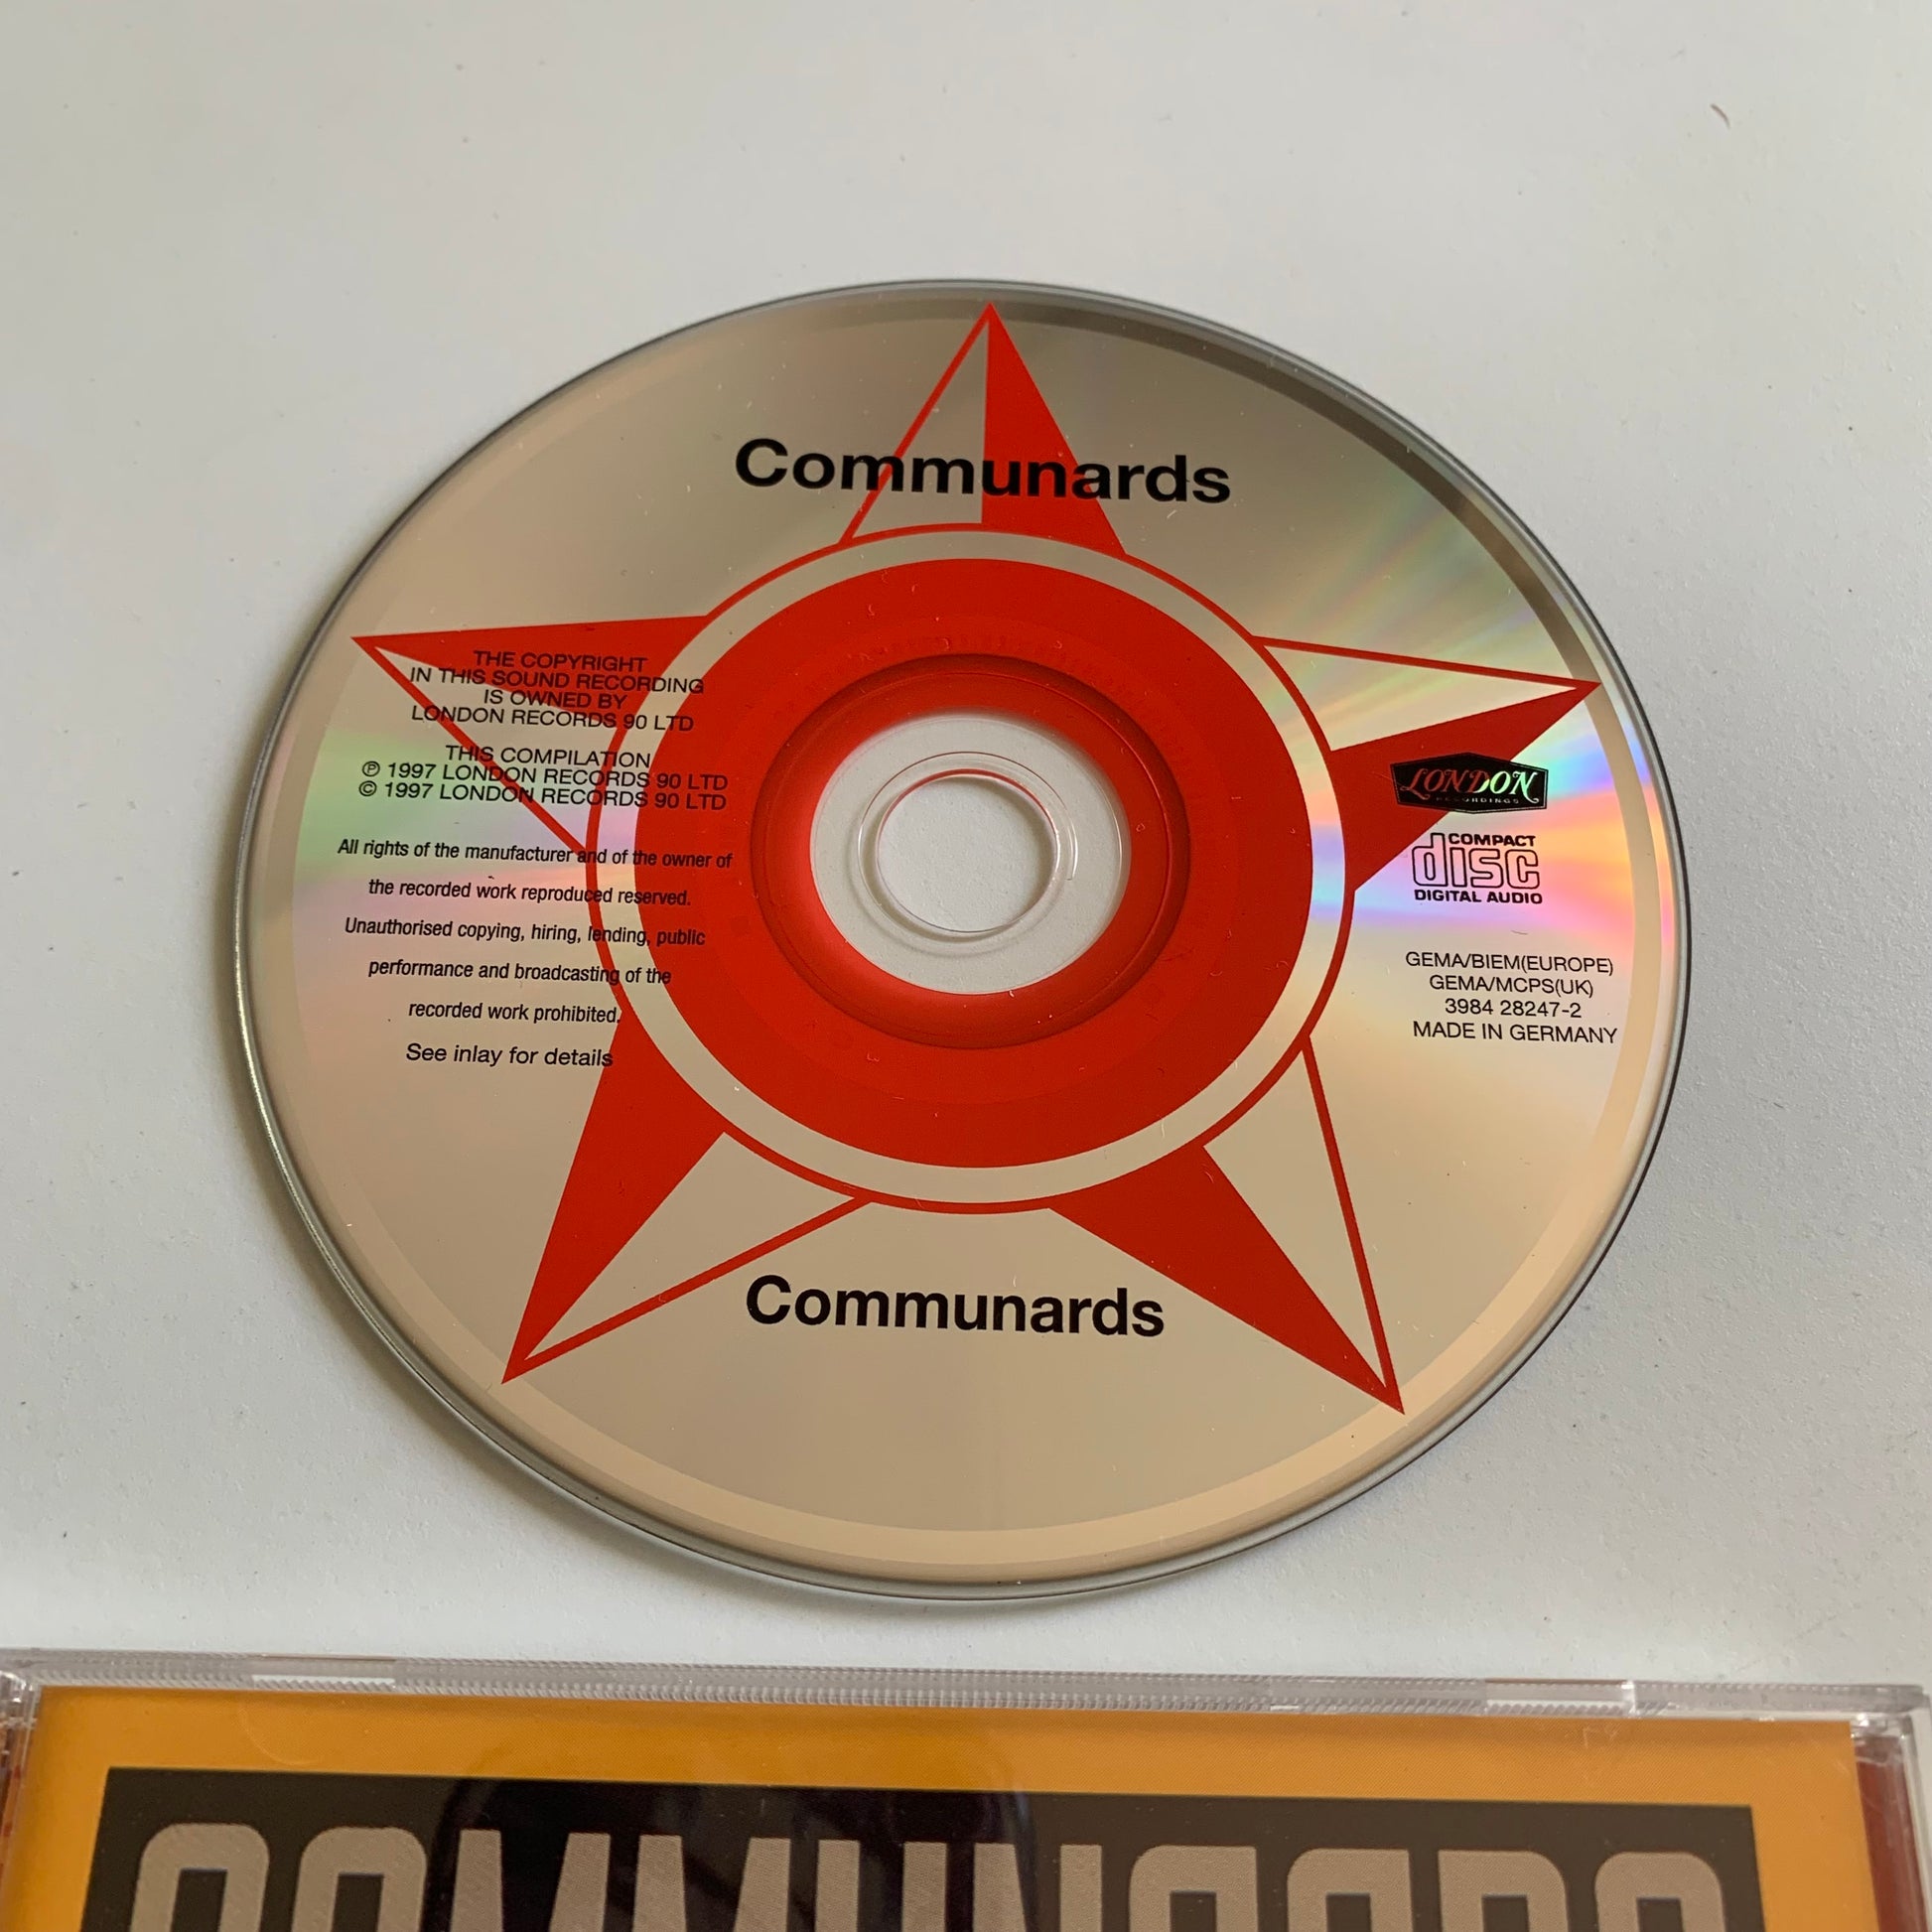 Communards
THE COPYRIGHT
IN THIS SOUND RECORDING
IS OWNED BY
LONDON RECORDS 90 LTD
THIS COMPILATION
℗ 1997 LONDON RECORDS 90 LTD
© 1997 LONDON RECORDS 90 LTD
All rights of the manufacturer and of the owner of
the recorded work reproduced reserved.
Unauthorised copying, hiring, lending, public
performance and broadcasting of the
recorded work prohibited.
See inlay for details
LONDON
RECORDINGS
COMPACT
disc
DIGITAL AUDIO
GEMA/BIEM(EUROPE)
GEMA/MCPS(UK)
3984 28247-2
MADE IN GERMANY
Communards
COMMUNARDS